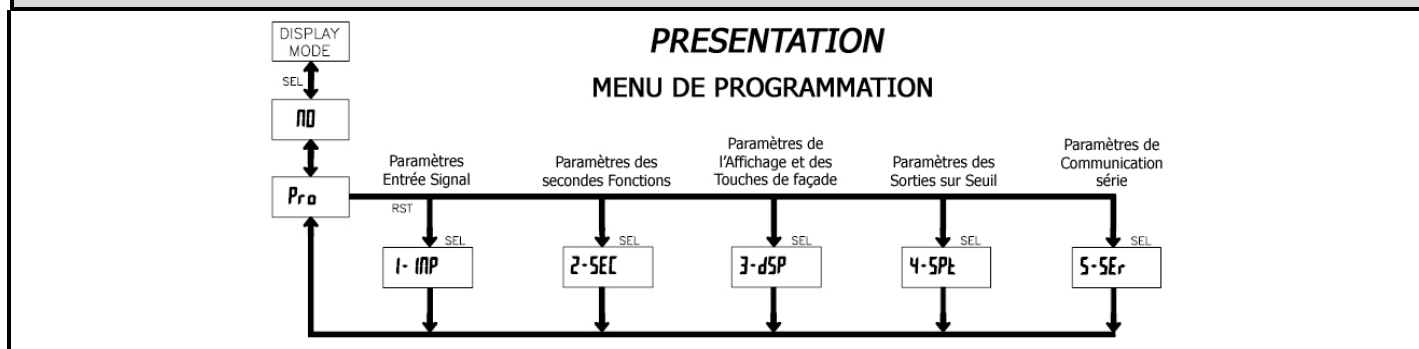 DISPLAY
MODE
PRESENTATION
MENU DE PROGRAMMATION
SEL
NO
Pro
Paramètres
Entrée Signal
Paramètres des
secondes Fonctions
Paramètres de
l'Affichage et des
Touches de façade
Paramètres des
Sorties sur Seuil
Paramètres de
Communication
série
RST
SEL
SEL
SEL
SEL
SEL
1-INP
2-SEC
3-dSP
4-SPt
5-SEr